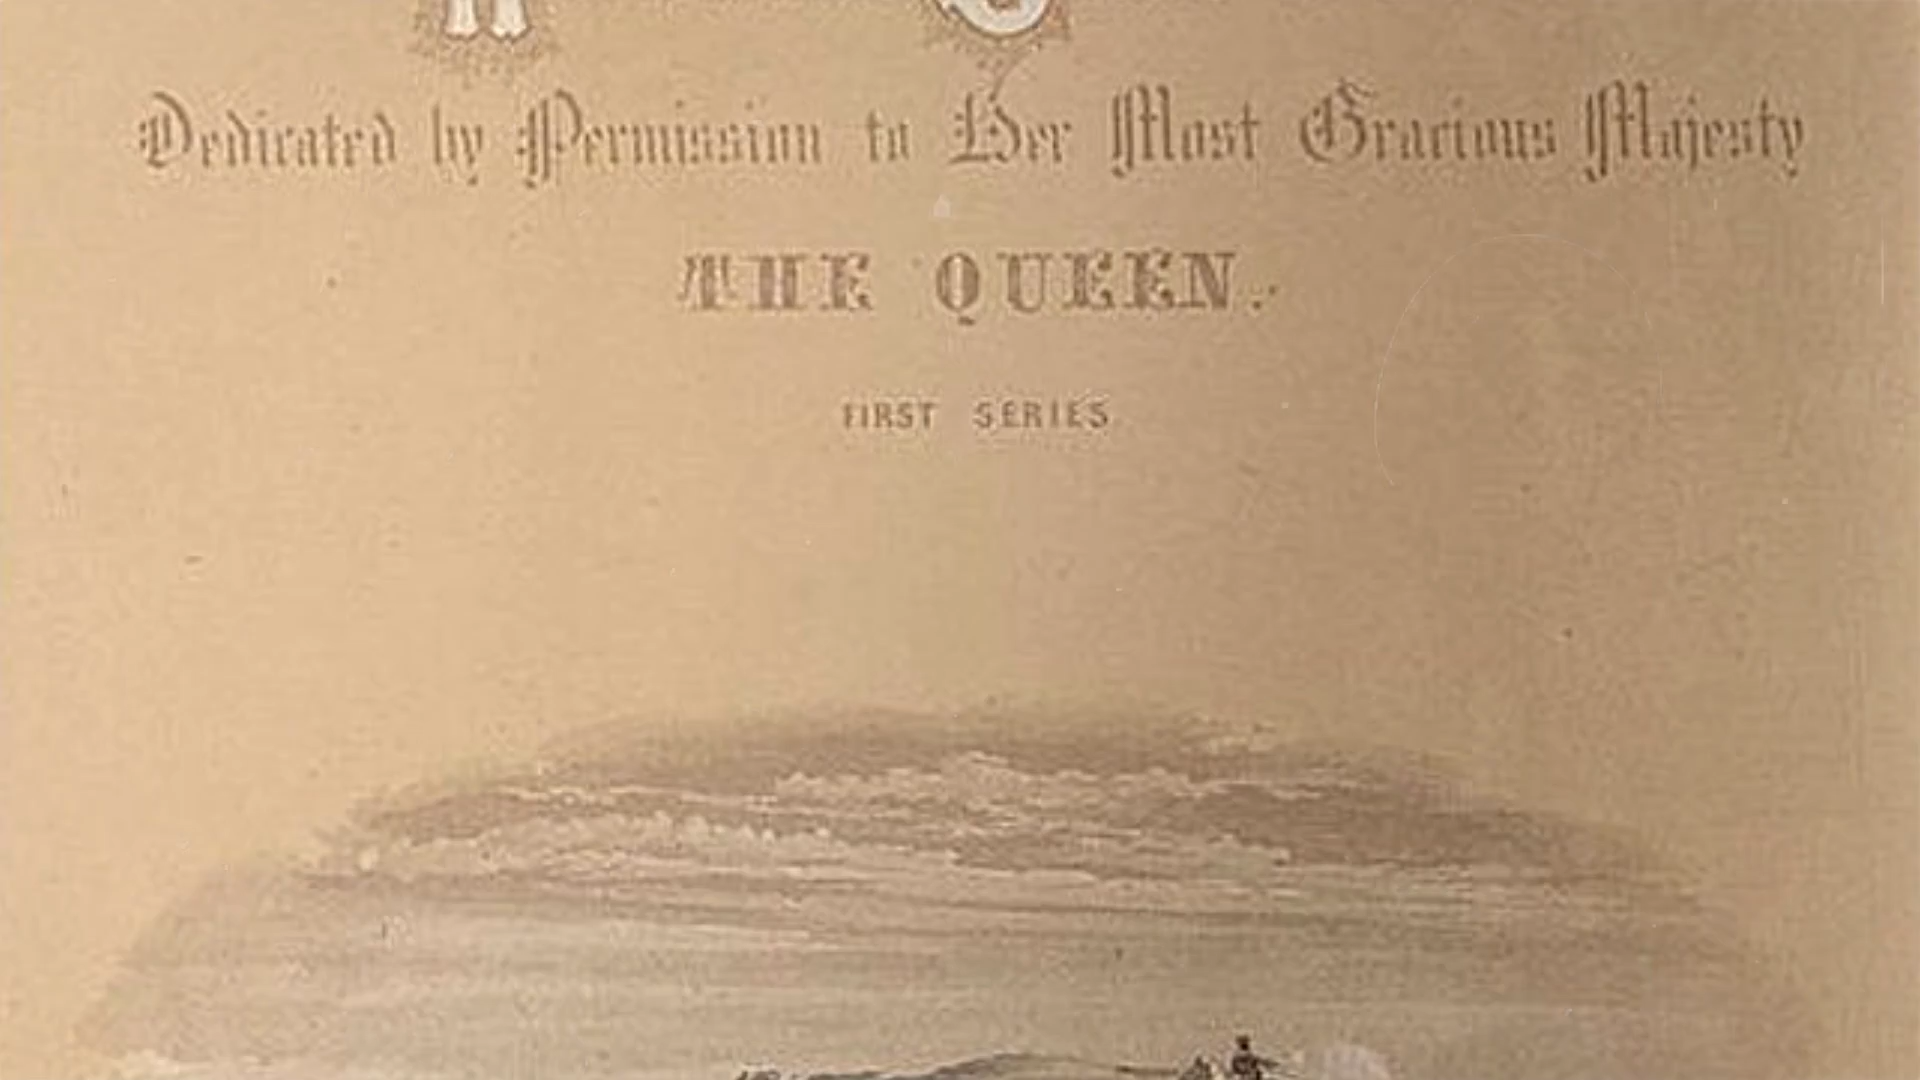 Dedicated by Permission to Her Most Gracious Majesty
THE QUEEN.
FIRST SERIES